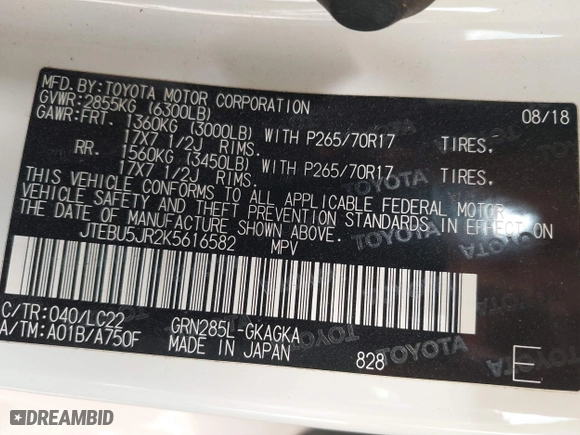 MFD. BY: TOYOTA MOTOR CORPORATION 08/18
GVWR: 2855KG (6300LB)
GAWR: FRT. 1360KG (3000LB) WITH P265/70R17 TIRES.
17X7 1/2J RIMS.
RR. 1560KG (3450LB) WITH P265/70R17 TIRES.
17X7 1/2J RIMS.
THIS VEHICLE CONFORMS TO ALL APPLICABLE FEDERAL MOTOR
VEHICLE SAFETY AND THEFT PREVENTION STANDARDS IN EFFECT ON
THE DATE OF MANUFACTURE SHOWN ABOVE.
JTEBU5JR2K5616582 MPV
C/TR: 040/LC22 GRN285L-GKAGKA
A/TM: A01B/A750F MADE IN JAPAN 828 E
TOYOTA
DREAMBID